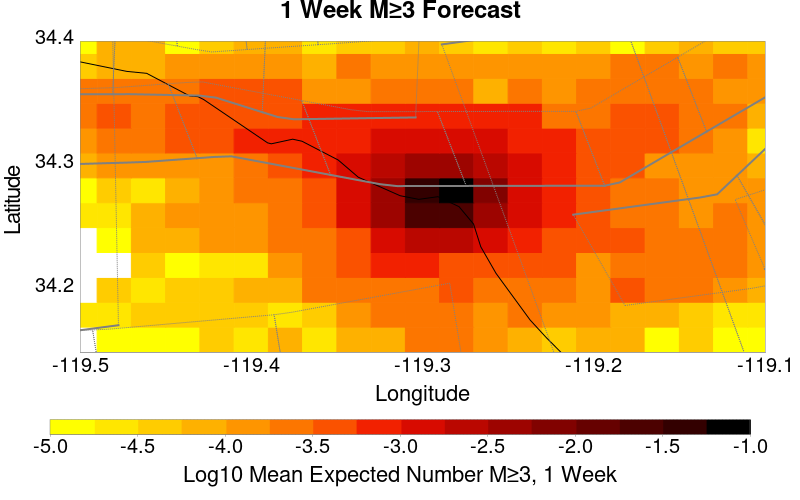 1 Week M≥3 Forecast
34.4
34.3
34.2
Latitude
-119.5 -119.4 -119.3 -119.2 -119.1
Longitude
-5.0 -4.5 -4.0 -3.5 -3.0 -2.5 -2.0 -1.5 -1.0
Log10 Mean Expected Number M≥3, 1 Week